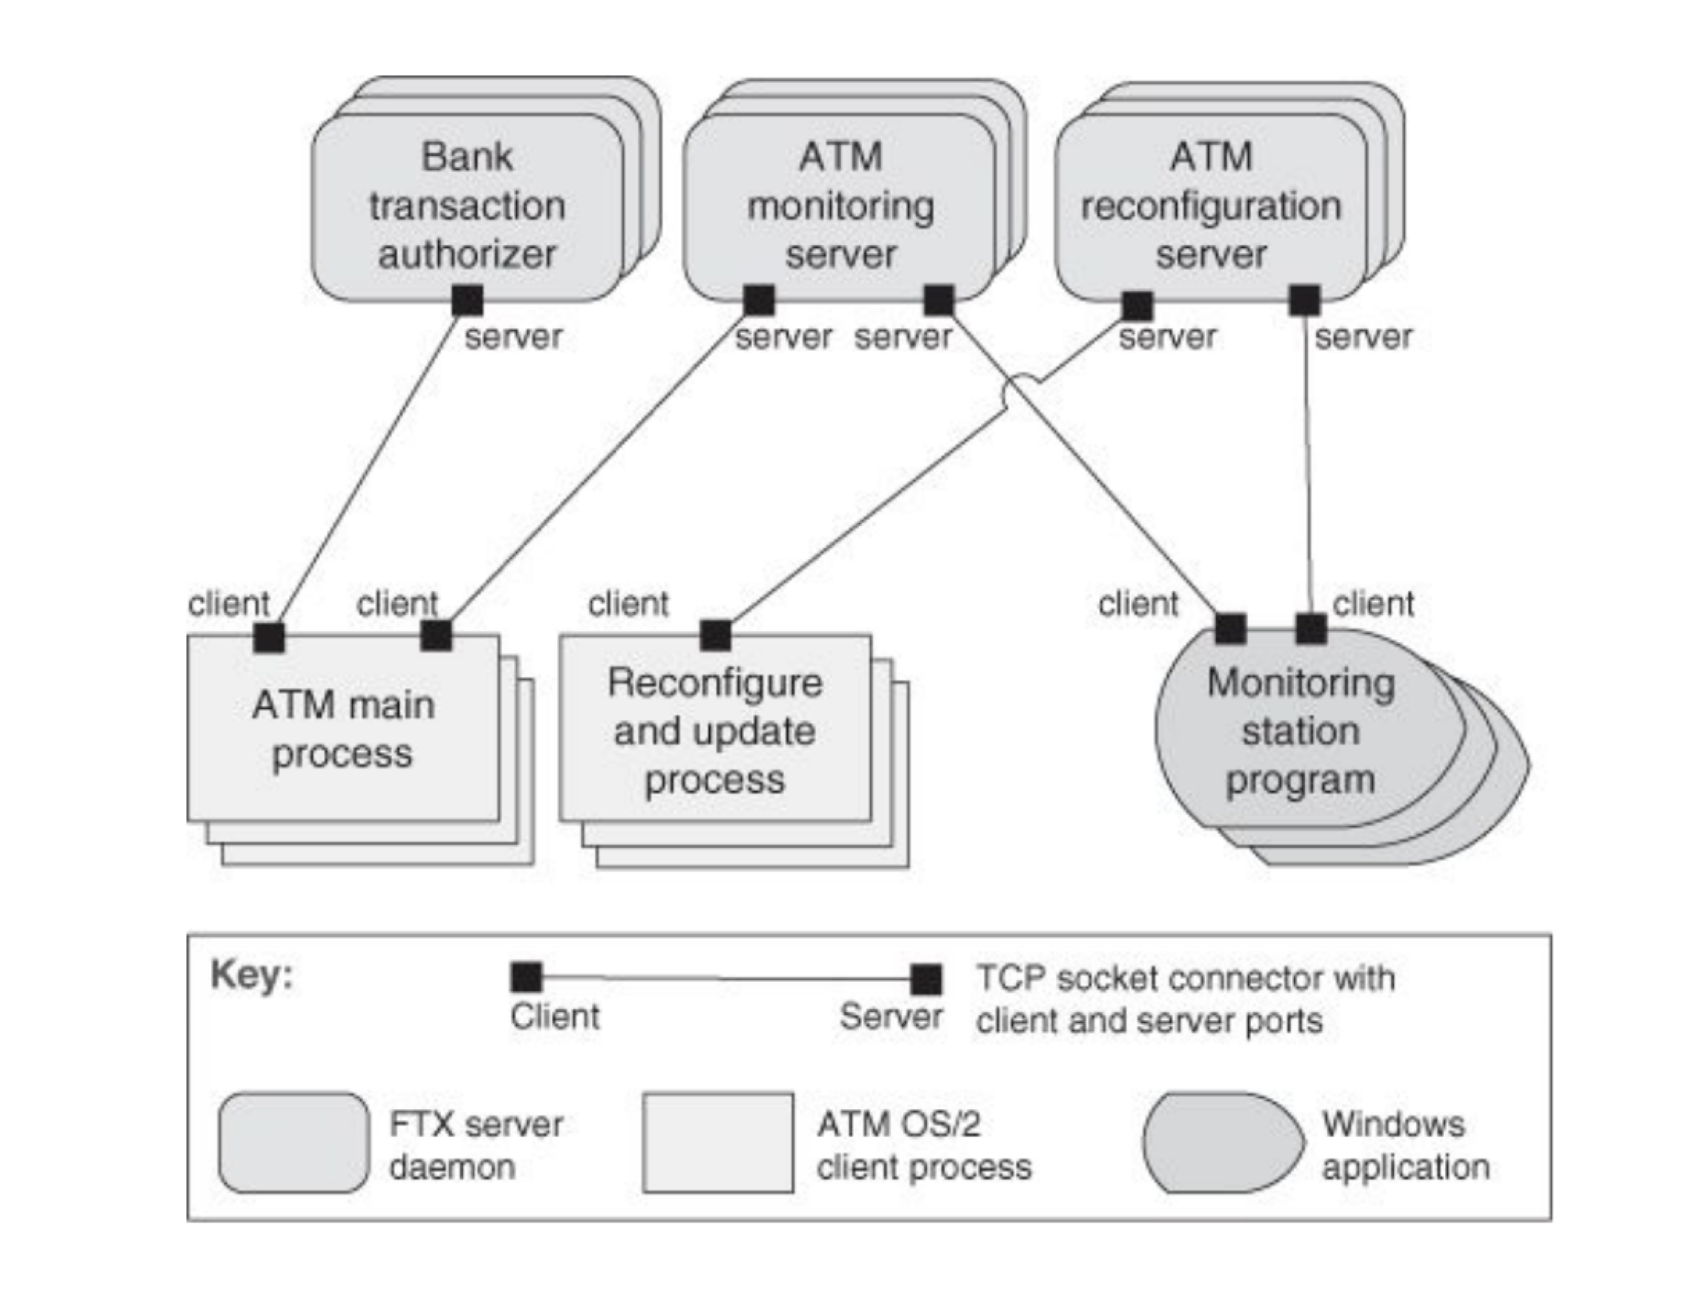 Bank
transaction
authorizer
ATM
monitoring
server
ATM
reconfiguration
server
server
server
server
server
server
client
client
client
client
client
ATM main
process
Reconfigure
and update
process
Monitoring
station
program
Key:
Client
Server
TCP socket connector with
client and server ports
FTX server
daemon
ATM OS/2
client process
Windows
application